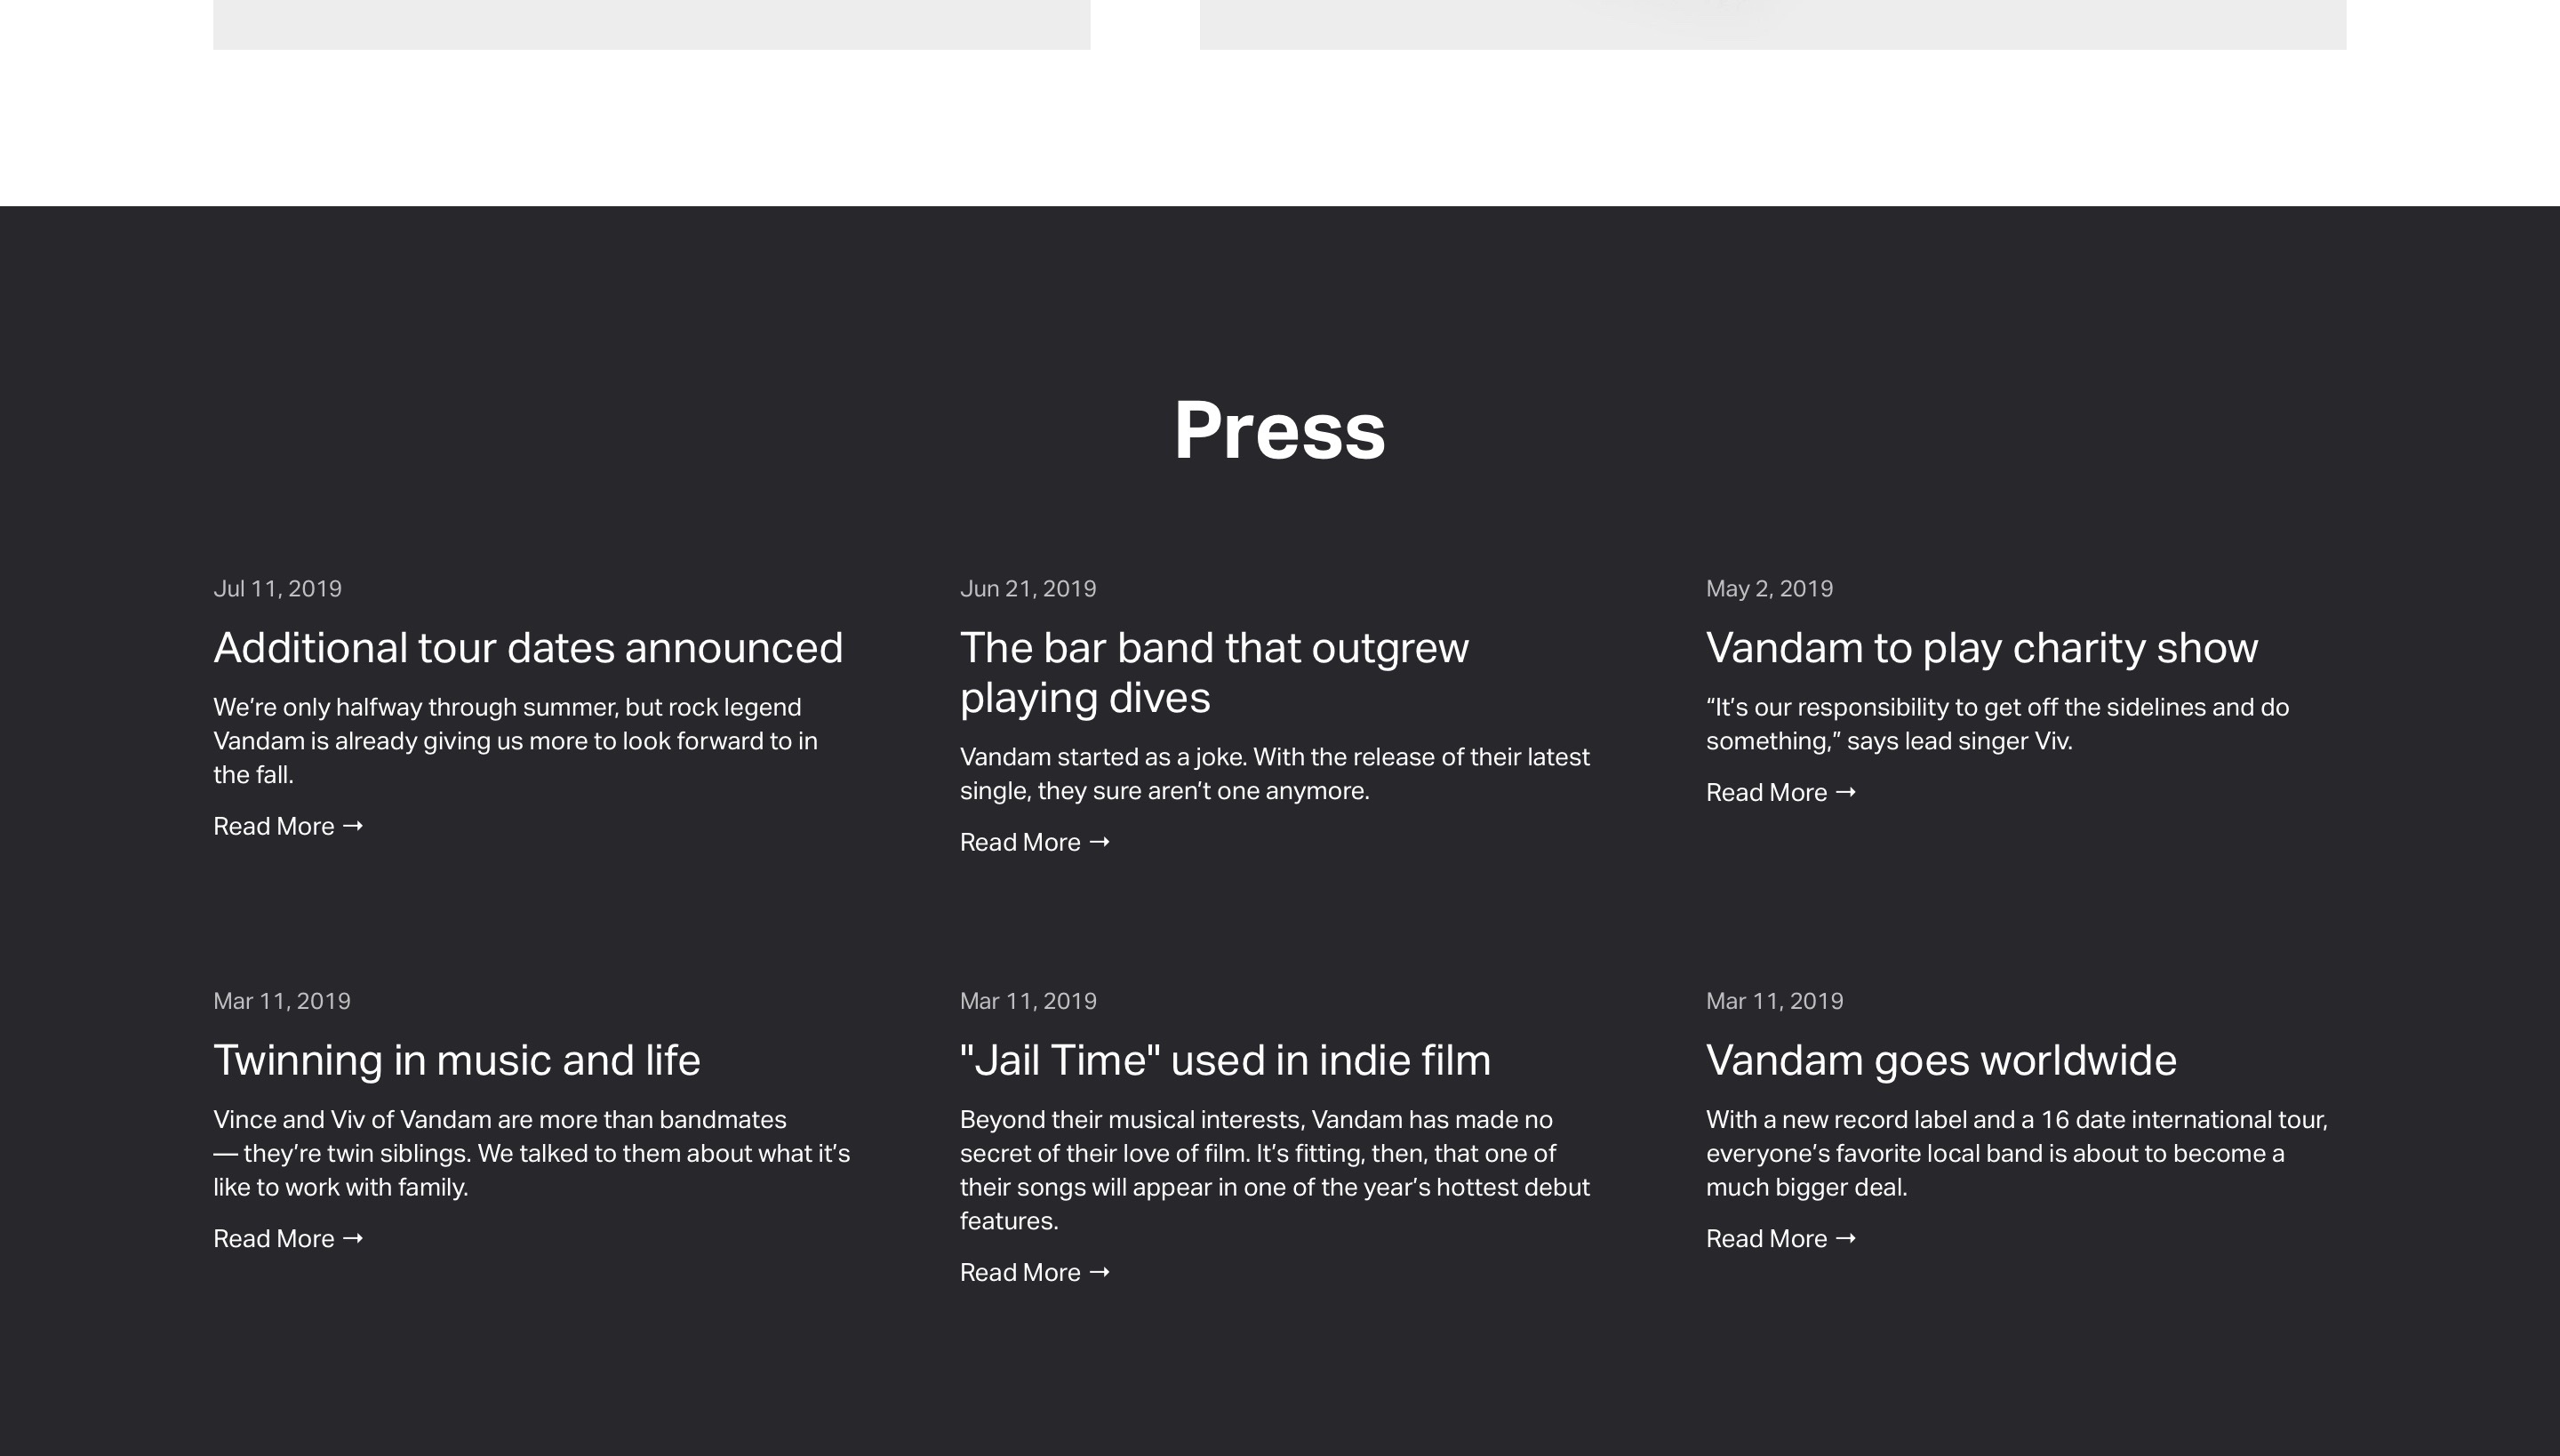 Press
Jul 11, 2019
Additional tour dates announced
We’re only halfway through summer, but rock legend
Vandam is already giving us more to look forward to in
the fall.
Read More →
Jun 21, 2019
The bar band that outgrew
playing dives
Vandam started as a joke. With the release of their latest
single, they sure aren’t one anymore.
Read More →
May 2, 2019
Vandam to play charity show
“It’s our responsibility to get off the sidelines and do
something,” says lead singer Viv.
Read More →
Mar 11, 2019
Twinning in music and life
Vince and Viv of Vandam are more than bandmates
— they’re twin siblings. We talked to them about what it’s
like to work with family.
Read More →
Mar 11, 2019
"Jail Time" used in indie film
Beyond their musical interests, Vandam has made no
secret of their love of film. It’s fitting, then, that one of
their songs will appear in one of the year’s hottest debut
features.
Read More →
Mar 11, 2019
Vandam goes worldwide
With a new record label and a 16 date international tour,
everyone’s favorite local band is about to become a
much bigger deal.
Read More →